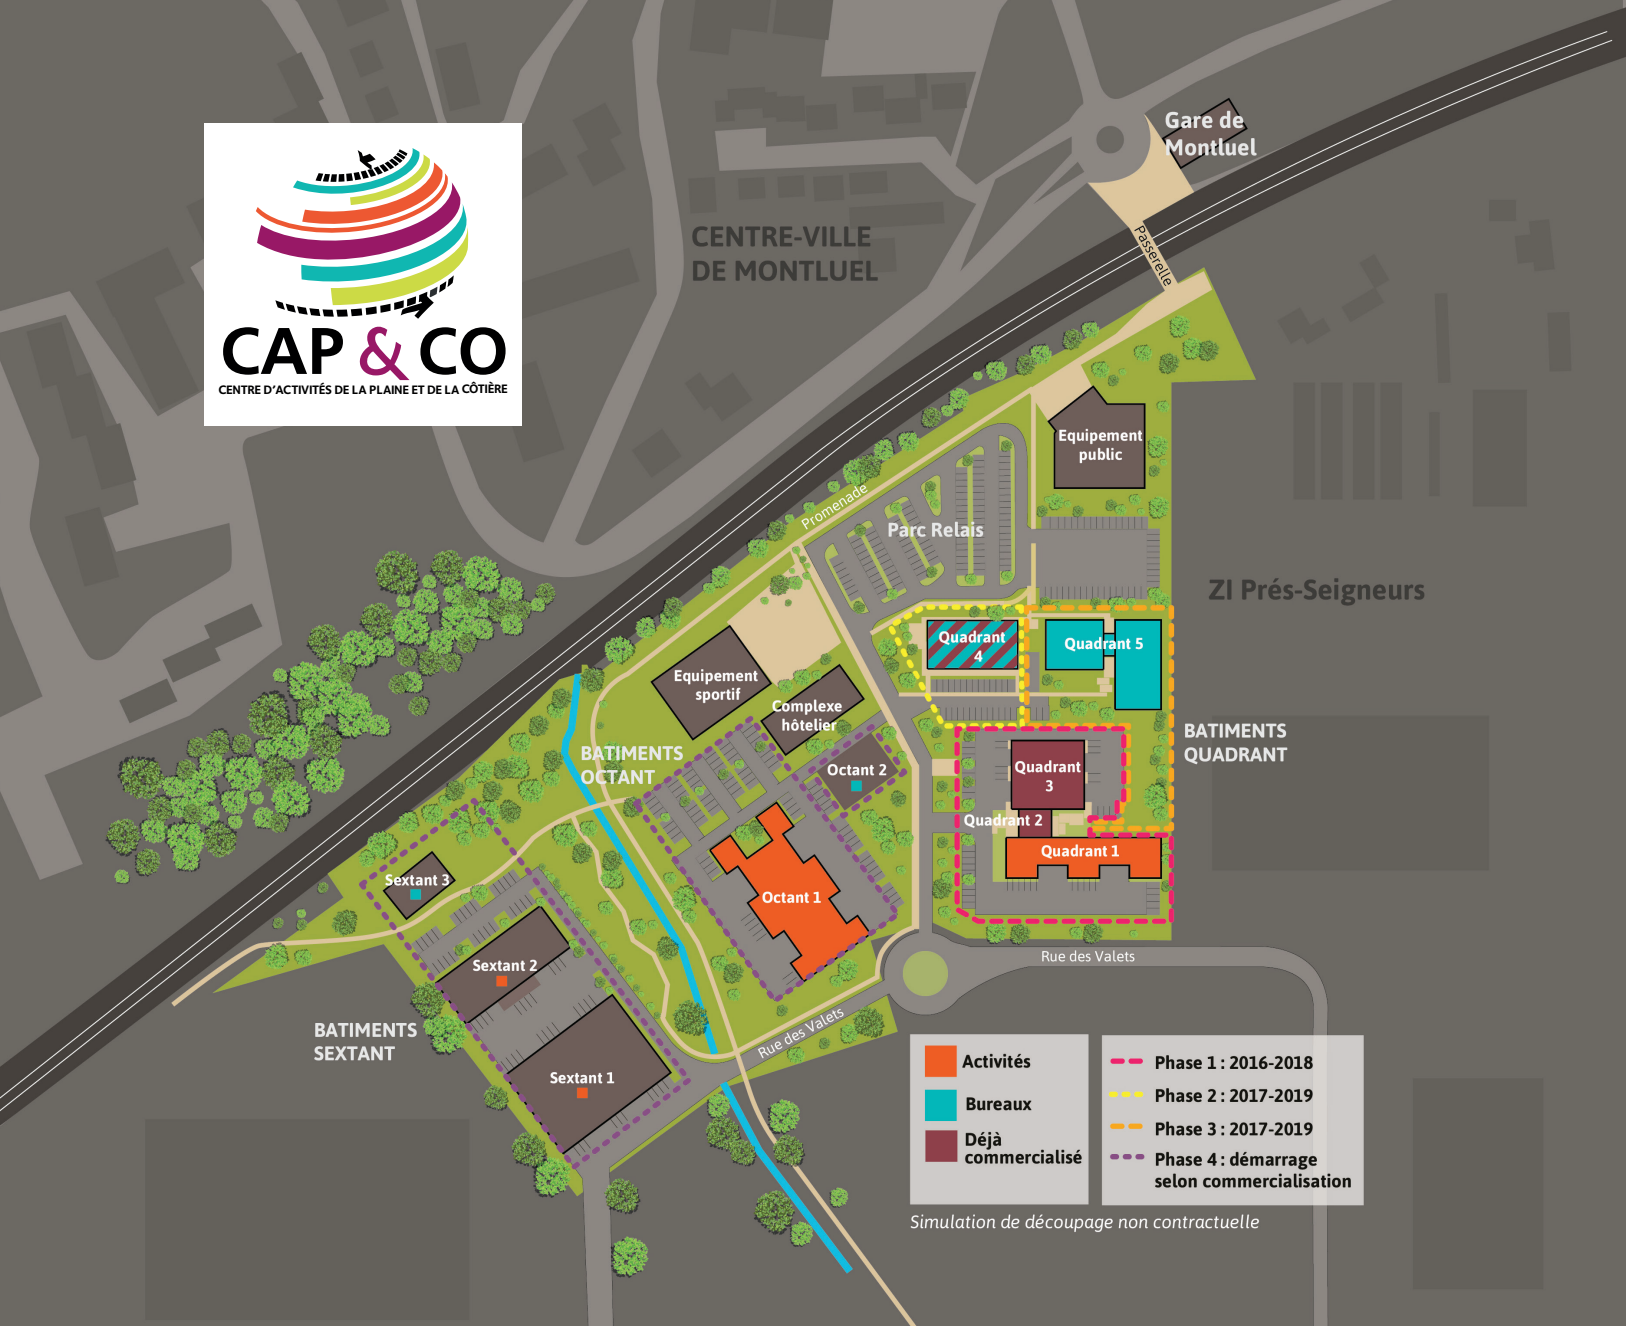 Gare de
Montluel
CAP & CO
CENTRE D'ACTIVITÉS DE LA PLAINE ET DE LA CÔTIÈRE
CENTRE-VILLE
DE MONTLUEL
Passerelle
Equipement
public
Promenade
Parc Relais
ZI Prés-Seigneurs
Quadrant
4
Quadrant 5
Equipement
sportif
Complexe
hôtelier
BATIMENTS
QUADRANT
BATIMENTS
OCTANT
Octant 2
Quadrant
3
Quadrant 2
Quadrant 1
Sextant 3
Octant 1
Sextant 2
Rue des Valets
BATIMENTS
SEXTANT
Rue des Valets
Sextant 1
Activités
Bureaux
Déjà
commercialisé
Phase 1 : 2016-2018
Phase 2 : 2017-2019
Phase 3 : 2017-2019
Phase 4 : démarrage
selon commercialisation
Simulation de découpage non contractuelle